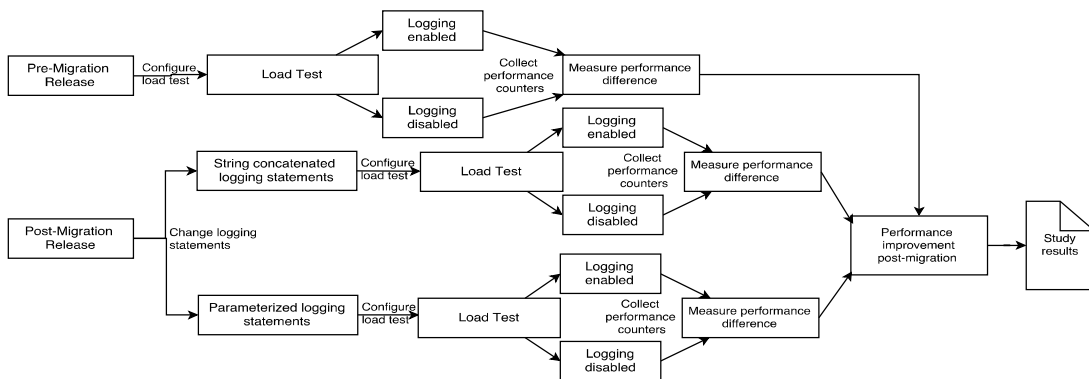 Pre-Migration
Release
Configure
load test
Load Test
Logging
enabled
Logging
disabled
Collect
performance
counters
Measure performance
difference
Post-Migration
Release
Change logging
statements
String concatenated
logging statements
Configure
load test
Load Test
Logging
enabled
Logging
disabled
Collect
performance
counters
Measure performance
difference
Parameterized logging
statements
Configure
load test
Load Test
Logging
enabled
Logging
disabled
Collect
performance
counters
Measure performance
difference
Performance
improvement
post-migration
Study
results